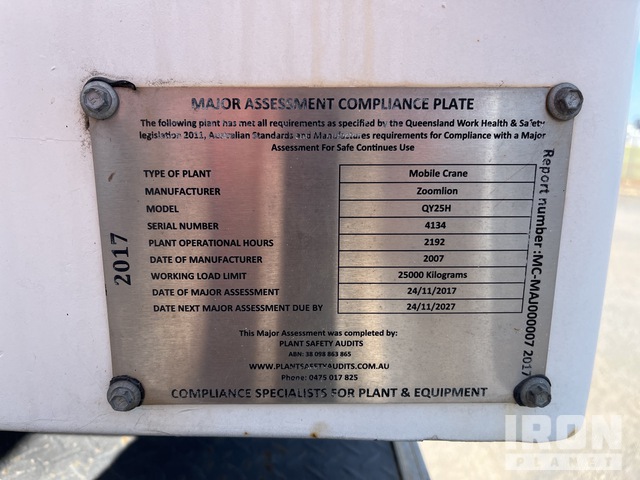 MAJOR ASSESSMENT COMPLIANCE PLATE
The following plant has met all requirements as specified by the Queensland Work Health & Safety
legislation 2011, Australian Standards and Manufactures requirements for Compliance with a Major
Assessment For Safe Continues Use
TYPE OF PLANT Mobile Crane
MANUFACTURER Zoomlion
MODEL QY25H
SERIAL NUMBER 4134
PLANT OPERATIONAL HOURS 2192
DATE OF MANUFACTURER 2007
WORKING LOAD LIMIT 25000 Kilograms
DATE OF MAJOR ASSESSMENT 24/11/2017
DATE NEXT MAJOR ASSESSMENT DUE BY 24/11/2027
2017
Report number :MC-MAJ000007 2017
This Major Assessment was completed by:
PLANT SAFETY AUDITS
ABN: 38 098 863 865
WWW.PLANTSAFETYAUDITS.COM.AU
Phone: 0475 017 825
COMPLIANCE SPECIALISTS FOR PLANT & EQUIPMENT
IRON
PLANET